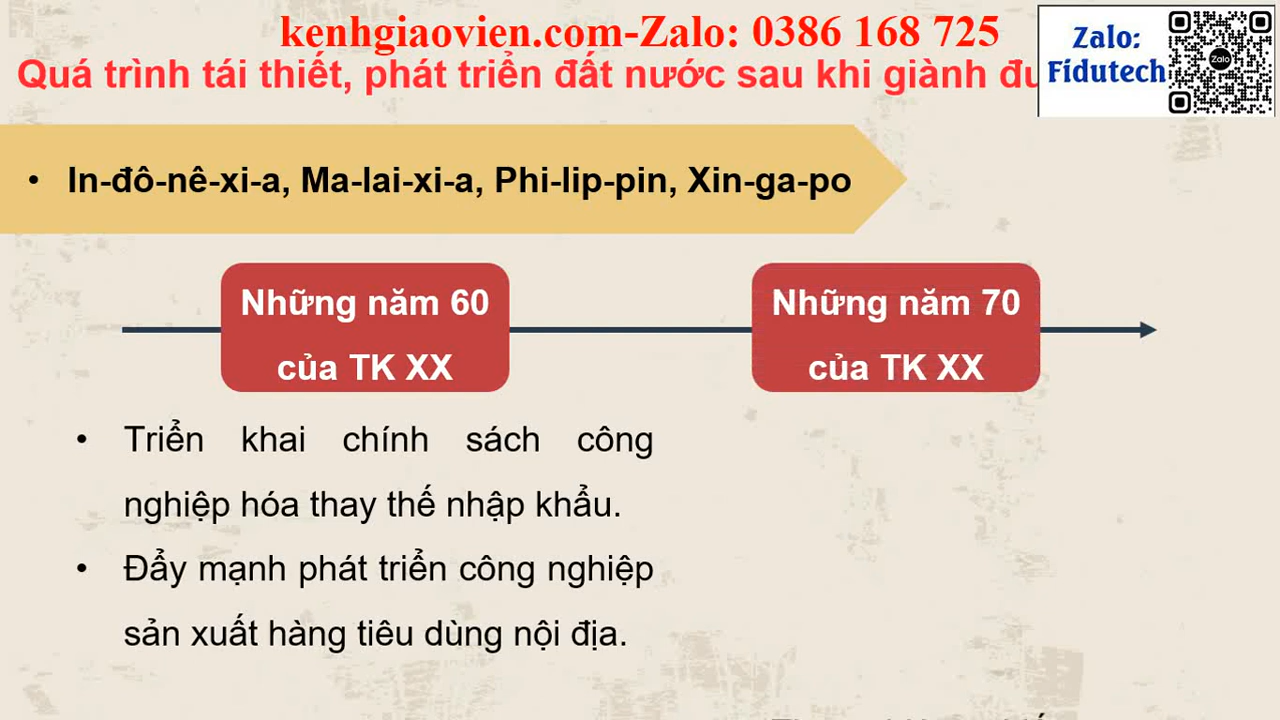 kenhgiaovien.com-Zalo: 0386 168 725
Zalo:
Fidutech
Zalo
Quá trình tái thiết, phát triển đất nước sau khi giành
• In-đô-nê-xi-a, Ma-lai-xi-a, Phi-lip-pin, Xin-ga-po
Những năm 60
của TK XX
Những năm 70
của TK XX
• Triển khai chính sách công
nghiệp hóa thay thế nhập khẩu.
• Đẩy mạnh phát triển công nghiệp
sản xuất hàng tiêu dùng nội địa.